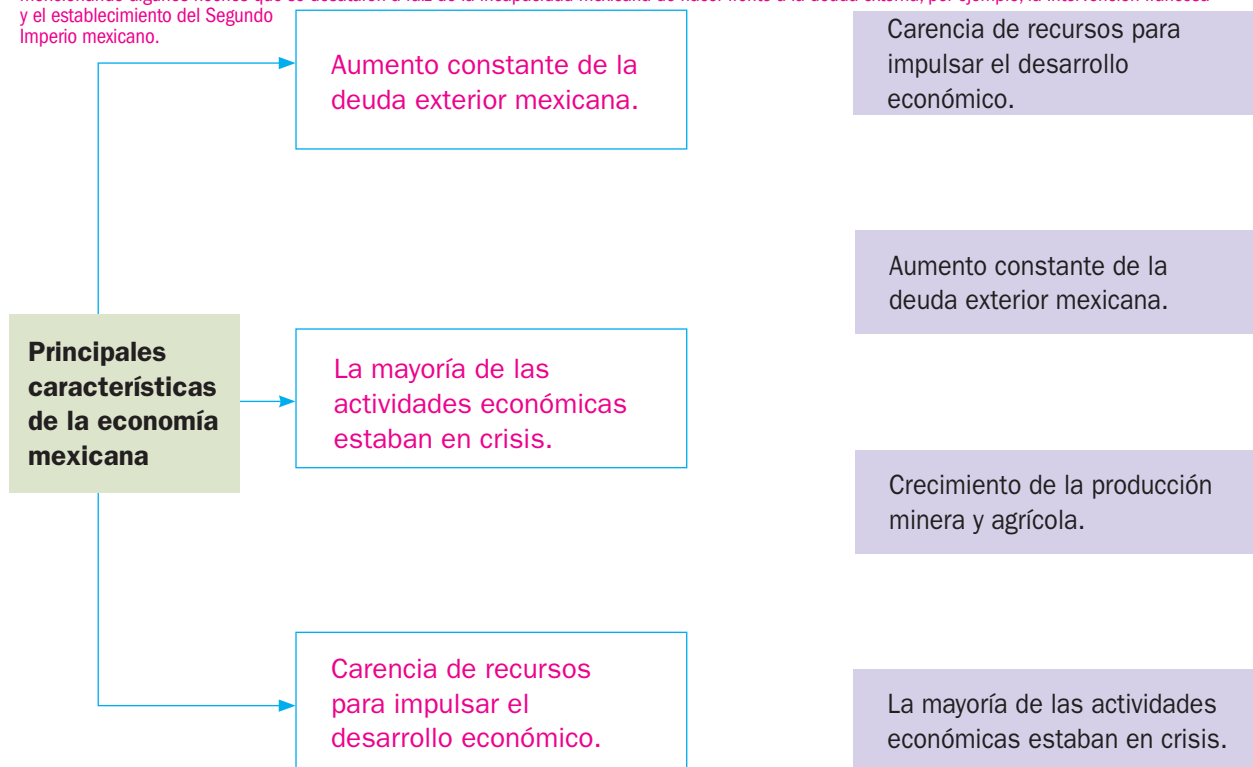 y el establecimiento del Segundo
Imperio mexicano.
Aumento constante de la
deuda exterior mexicana.
Carencia de recursos para
impulsar el desarrollo
económico.
Aumento constante de la
deuda exterior mexicana.
Principales
características
de la economía
mexicana
La mayoría de las
actividades económicas
estaban en crisis.
Crecimiento de la producción
minera y agrícola.
Carencia de recursos
para impulsar el
desarrollo económico.
La mayoría de las actividades
económicas estaban en crisis.